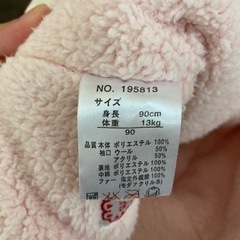 NO. 195813
サイズ
身長 90cm
体重 13kg
90
品質 本体 ポリエステル 100%
袖口 ウール 50%
アクリル 50%
裏地 ポリエステル 100%
中綿 ポリエステル 100%
ファー 指定外繊維 100%
(モダアクリル)